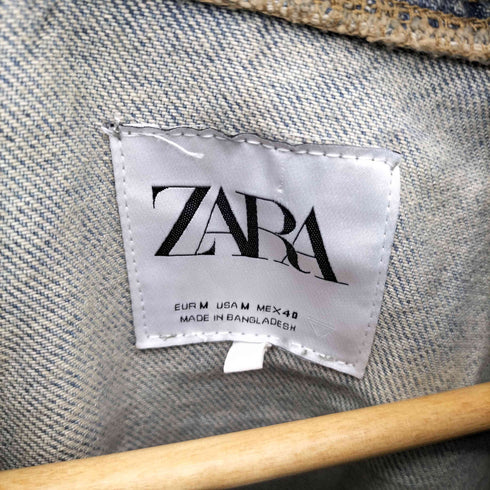 ZARA
EUR M USA M MEX 40
MADE IN BANGLADESH